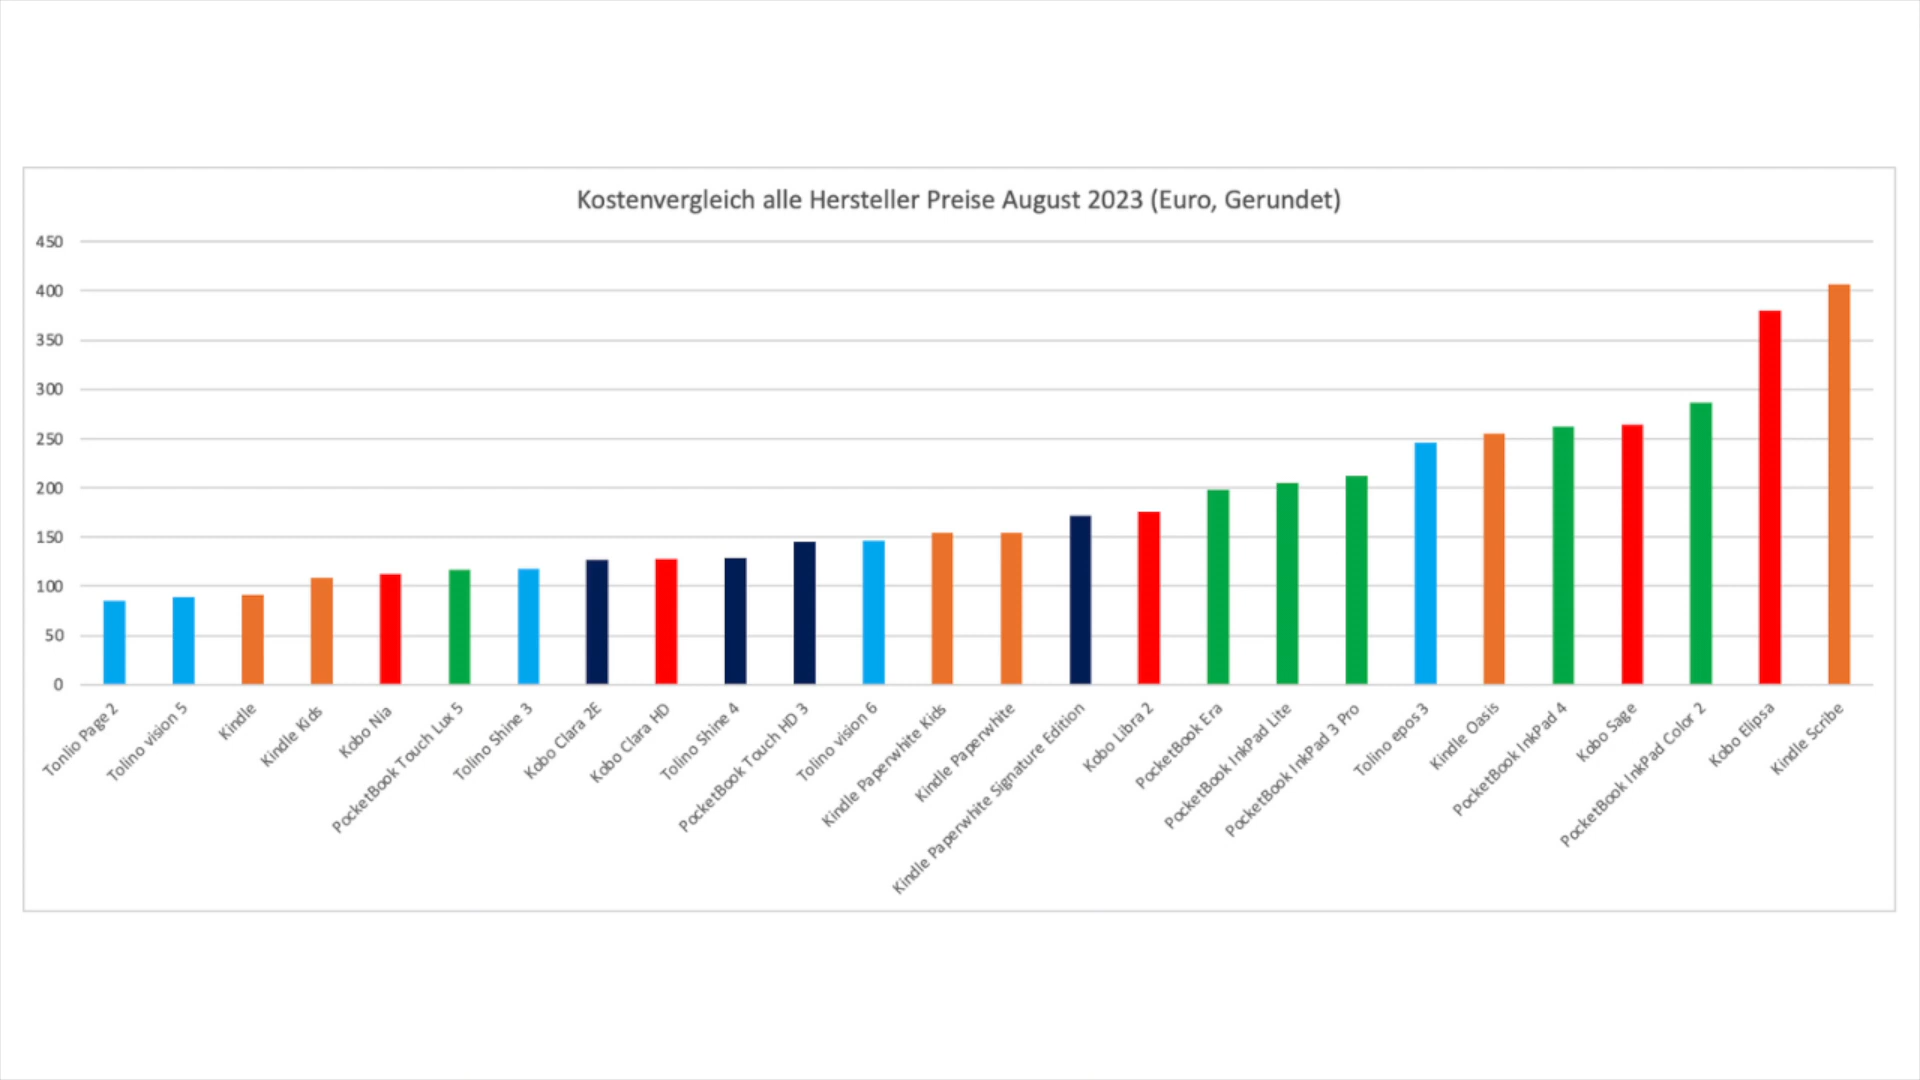 Kostenvergleich alle Hersteller Preise August 2023 (Euro, Gerundet)
450
400
350
300
250
200
150
100
50
0
Tonlio Page 2
Tolino vision 5
Kindle
Kindle Kids
Kobo Nia
PocketBook Touch Lux 5
Tolino Shine 3
Kobo Clara 2E
Kobo Clara HD
Tolino Shine 4
PocketBook Touch HD 3
Tolino vision 6
Kindle Paperwhite Kids
Kindle Paperwhite
Kindle Paperwhite Signature Edition
Kobo Libra 2
PocketBook Era
PocketBook InkPad Lite
PocketBook InkPad 3 Pro
Tolino epos 3
Kindle Oasis
PocketBook InkPad 4
Kobo Sage
PocketBook InkPad Color 2
Kobo Elipsa
Kindle Scribe